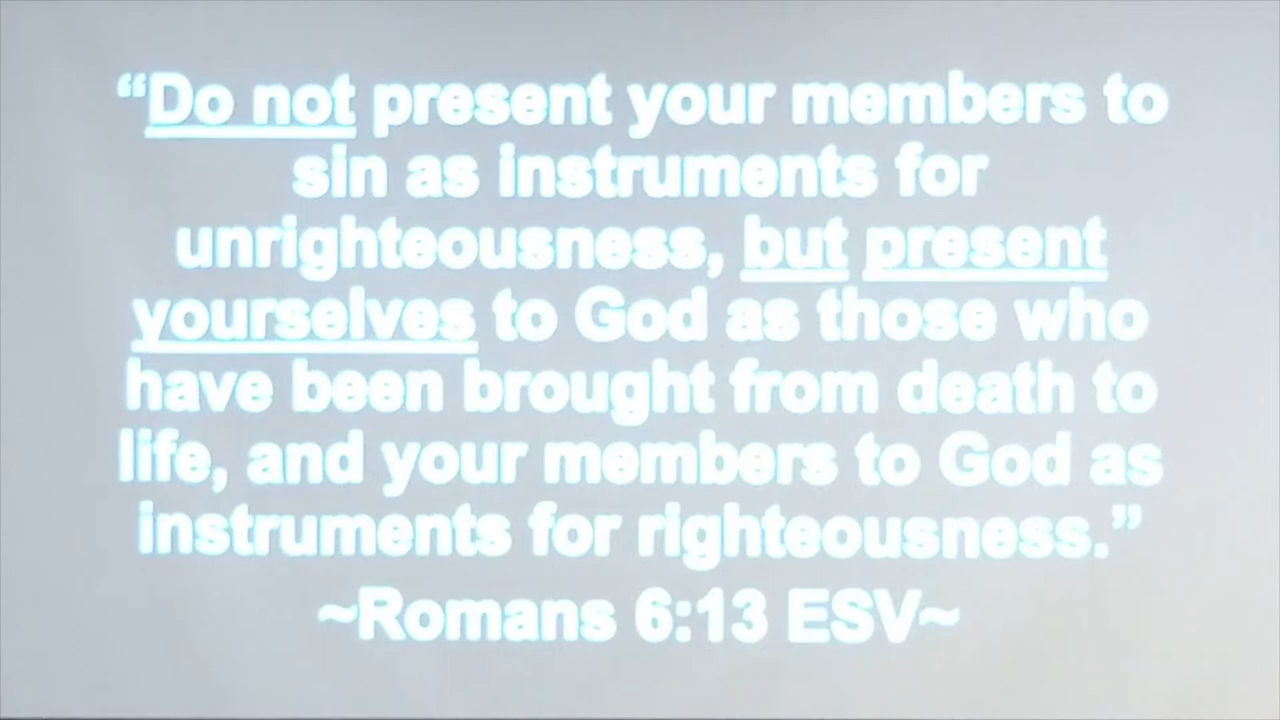 “Do not present your members to
sin as instruments for
unrighteousness, but present
yourselves to God as those who
have been brought from death to
life, and your members to God as
instruments for righteousness.”
~Romans 6:13 ESV~